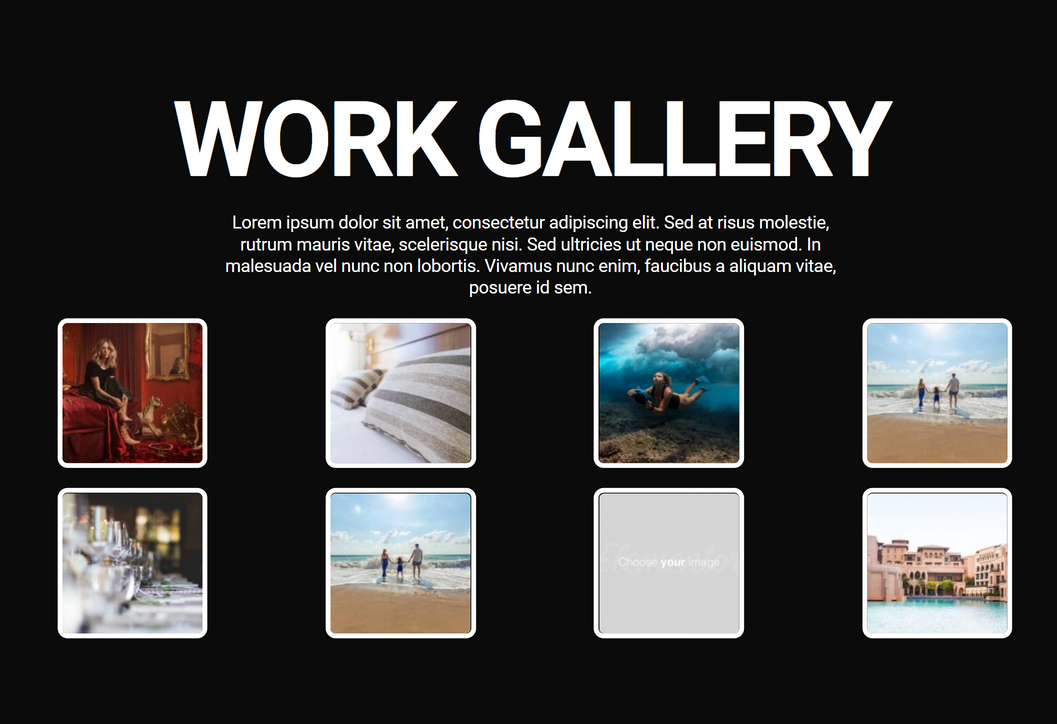 WORK GALLERY
Lorem ipsum dolor sit amet, consectetur adipiscing elit. Sed at risus molestie,
rutrum mauris vitae, scelerisque nisi. Sed ultricies ut neque non euismod. In
malesuada vel nunc non lobortis. Vivamus nunc enim, faucibus a aliquam vitae,
posuere id sem.
Choose your image